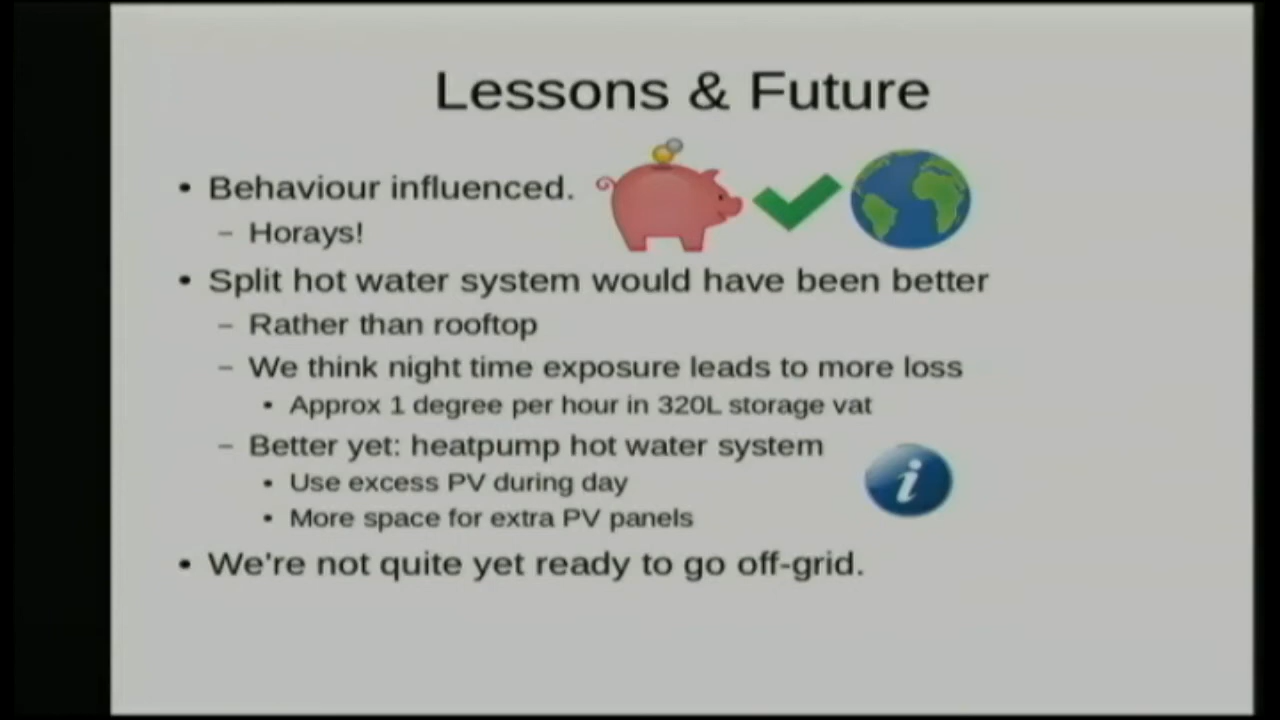 Lessons & Future
• Behaviour influenced.
– Horays!
• Split hot water system would have been better
– Rather than rooftop
– We think night time exposure leads to more loss
• Approx 1 degree per hour in 320L storage vat
– Better yet: heatpump hot water system
i
• Use excess PV during day
• More space for extra PV panels
• We're not quite yet ready to go off-grid.